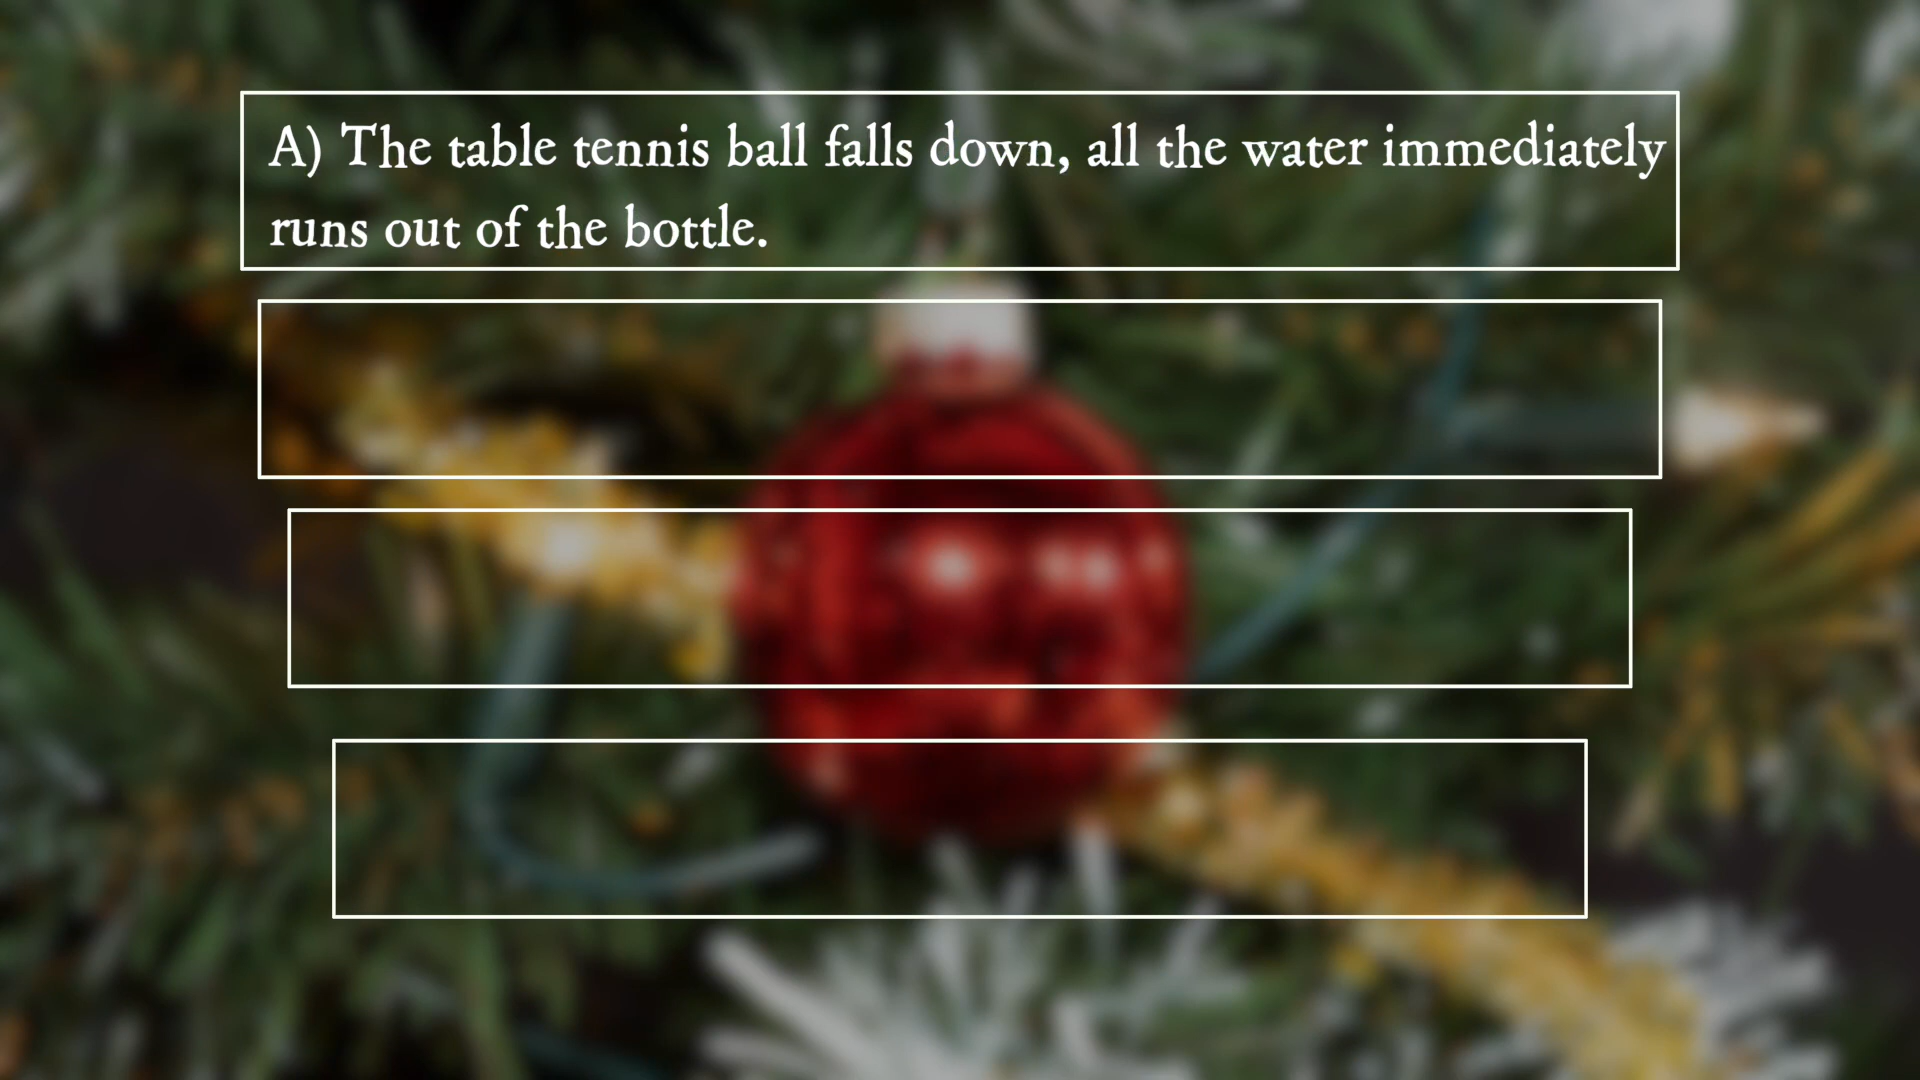 A) The table tennis ball falls down, all the water immediately
runs out of the bottle.